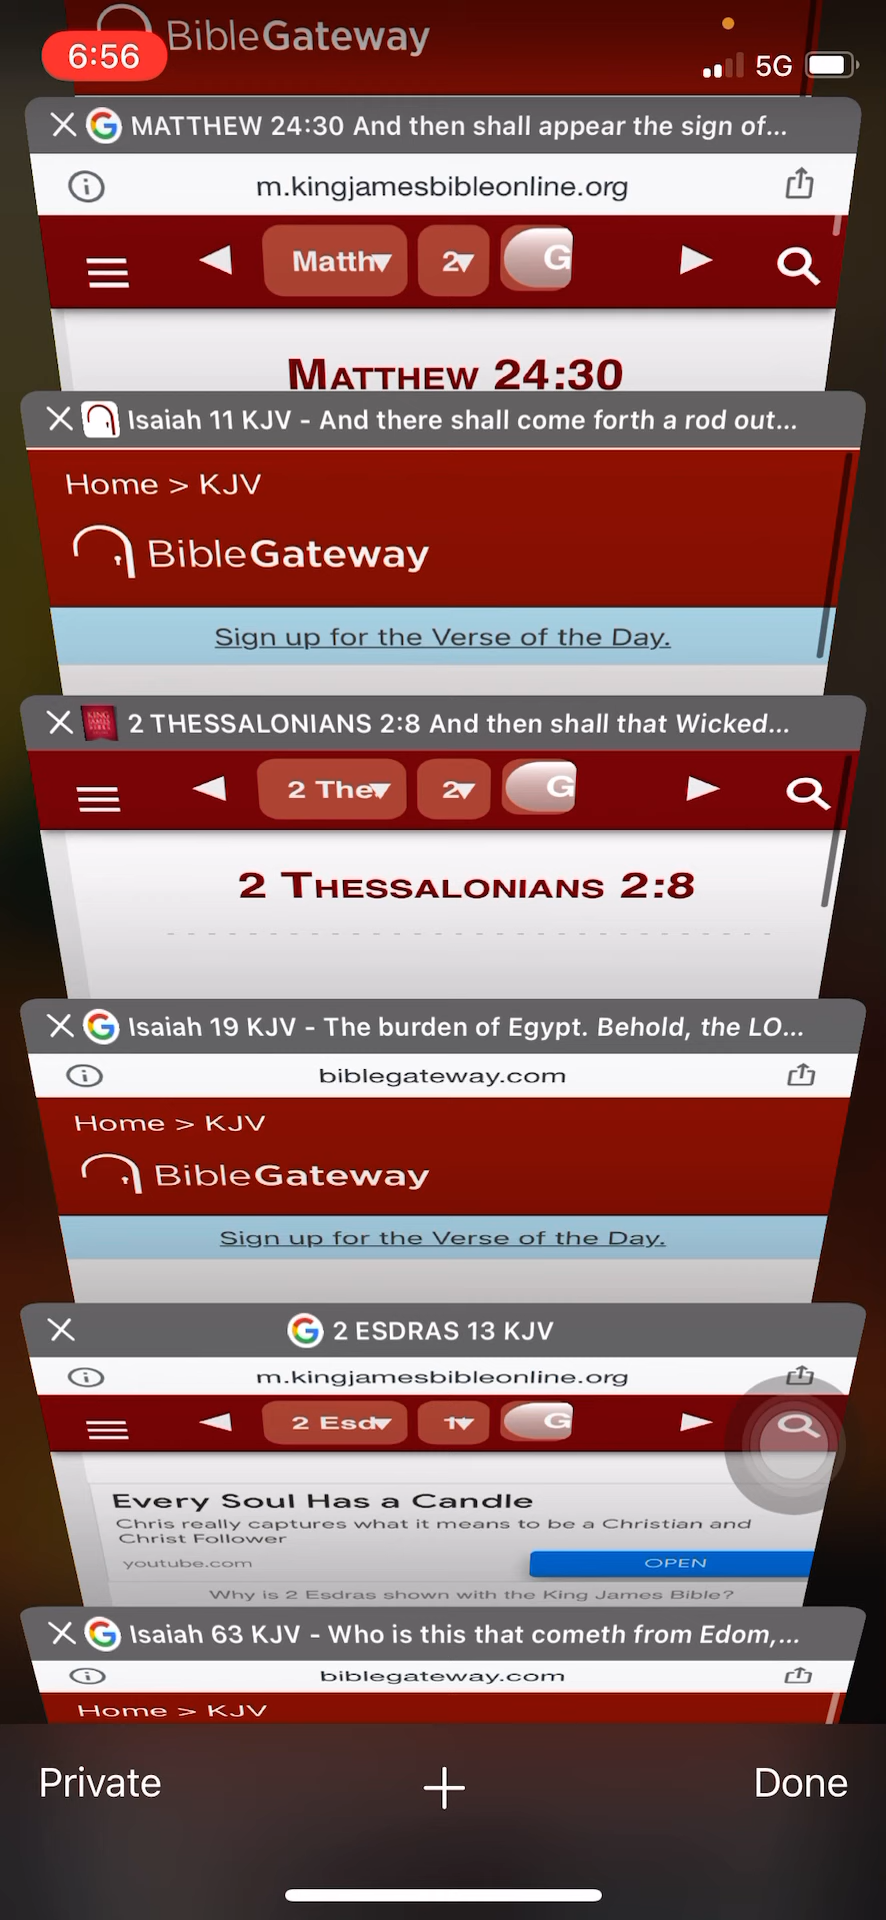 BibleGateway
6:56
5G
MATTHEW 24:30 And then shall appear the sign of...
m.kingjamesbibleonline.org
Matth
2
G
MATTHEW 24:30
Isaiah 11 KJV - And there shall come forth a rod out...
Home > KJV
BibleGateway
Sign up for the Verse of the Day.
2 THESSALONIANS 2:8 And then shall that Wicked...
2 The
2
G
2 THESSALONIANS 2:8
Isaiah 19 KJV - The burden of Egypt. Behold, the LO...
biblegateway.com
Home > KJV
BibleGateway
Sign up for the Verse of the Day.
2 ESDRAS 13 KJV
m.kingjamesbibleonline.org
2 Esd
1
G
Every Soul Has a Candle
Chris really captures what it means to be a Christian and
Christ Follower
youtube.com
OPEN
Why is 2 Esdras shown with the King James Bible?
Isaiah 63 KJV - Who is this that cometh from Edom,...
biblegateway.com
Home > KJV
Private
Done